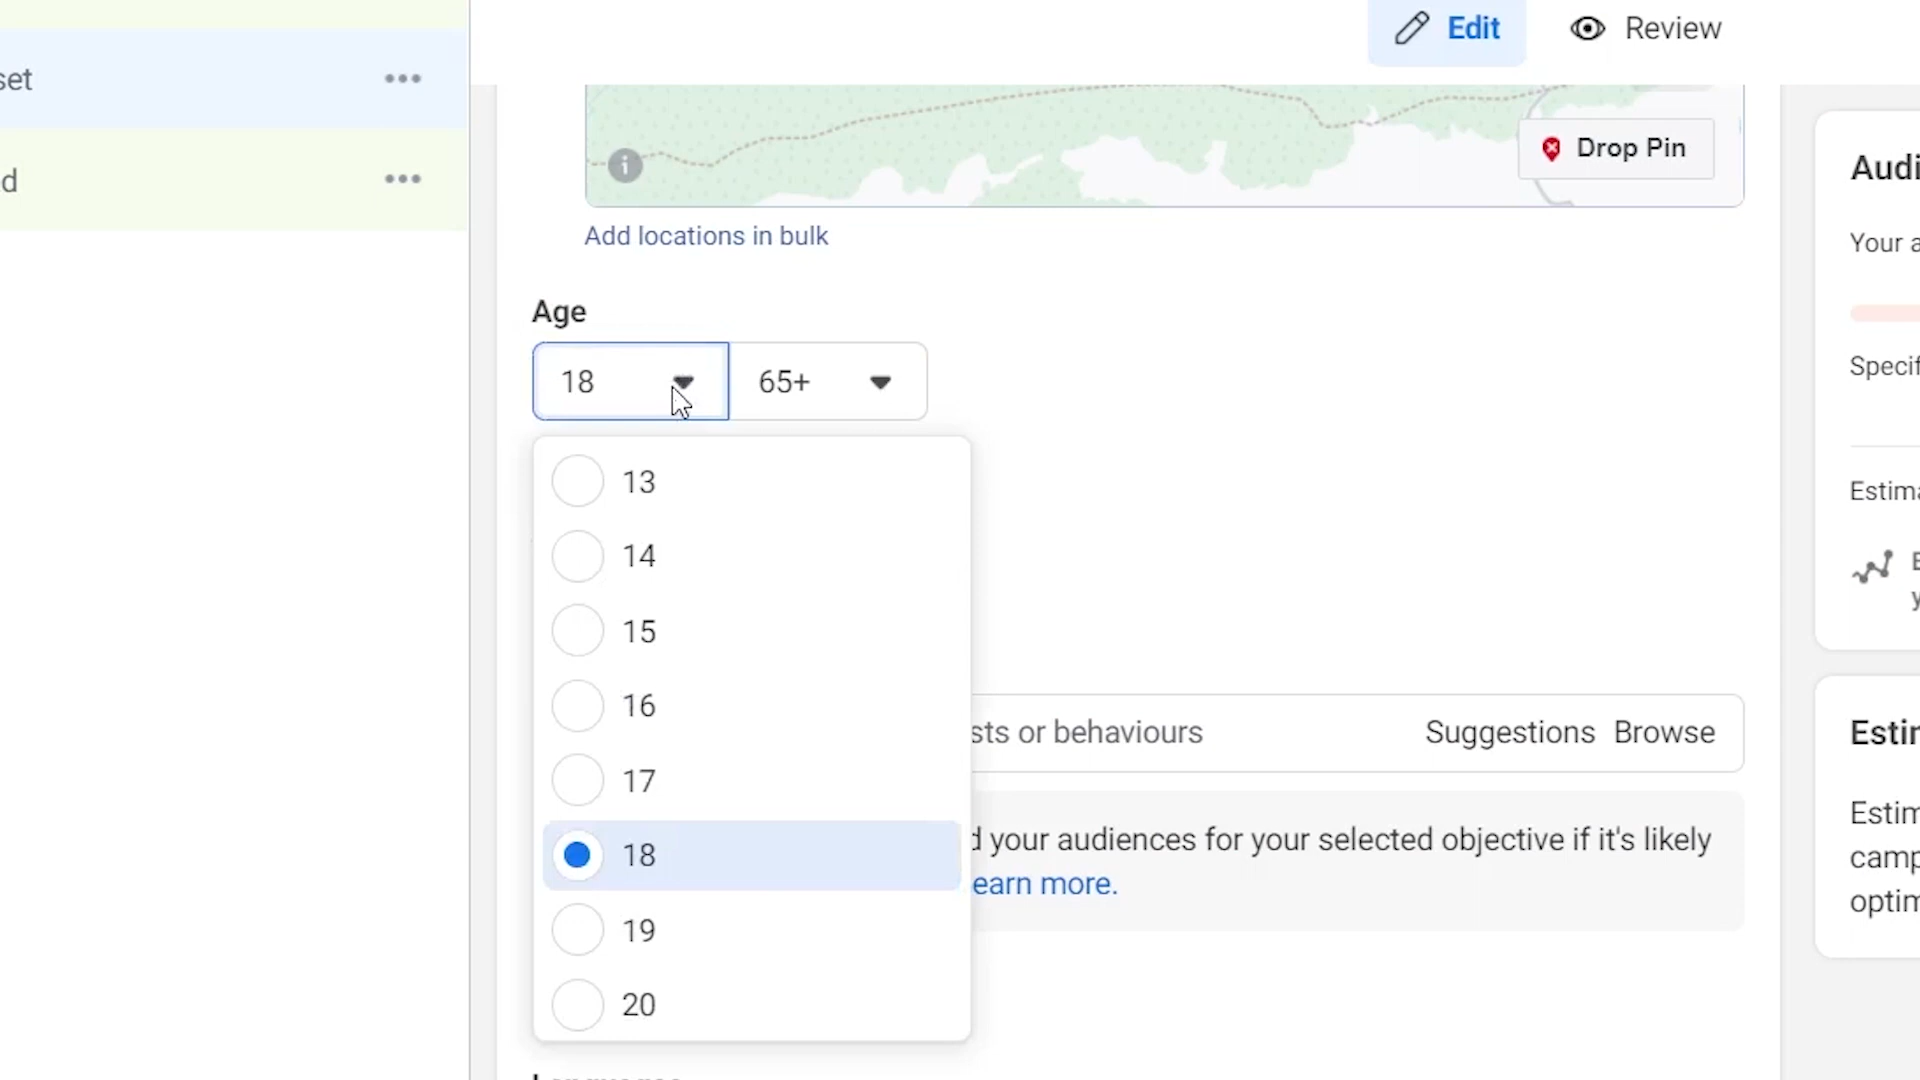 set
d
Edit
Review
Drop Pin
Add locations in bulk
Age
18
65+
13
14
15
16
17
18
19
20
sts or behaviours
Suggestions
Browse
d your audiences for your selected objective if it's likely
earn more.
Audi
Your a
Specif
Estima
E
y
Estim
camp
optim